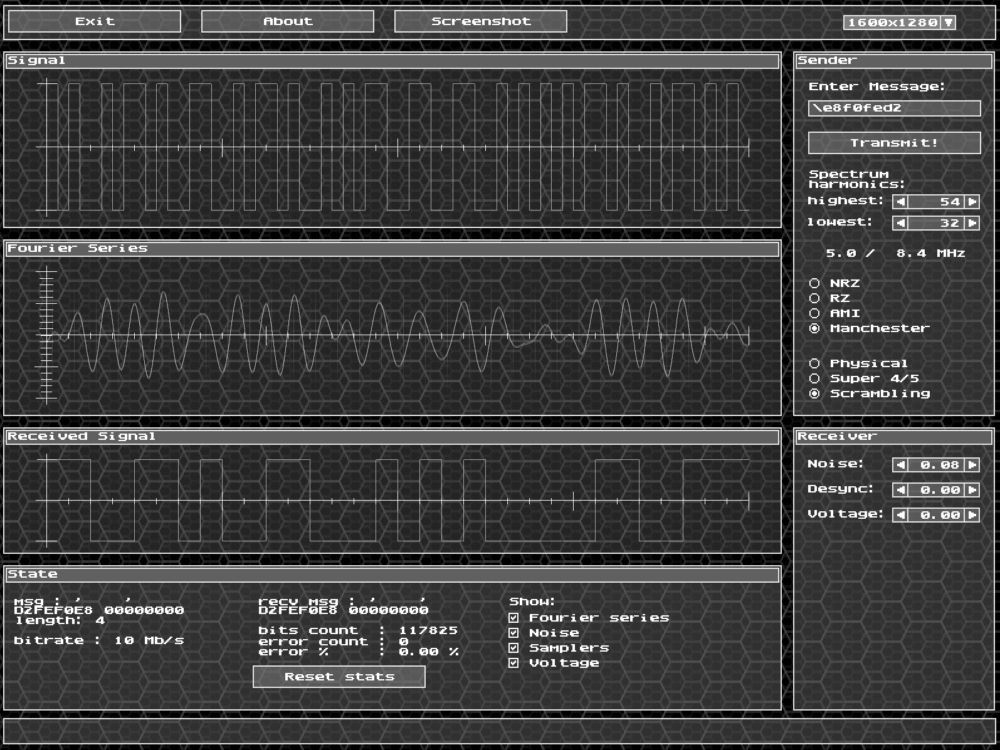 Exit
About
Screenshot
1600x1280
Signal
Sender
Enter Message:
\e8f0fed2
Transmit!
Spectrum
harmonics:
highest: 54
lowest: 32
5.0 / 8.4 MHz
NRZ
RZ
AMI
Manchester
Physical
Super 4/5
Scrambling
Fourier Series
Received Signal
Receiver
Noise: 0.08
Desync: 0.00
Voltage: 0.00
State
msg : '    '
D2FEF0E8 00000000
length: 4
bitrate : 10 Mb/s
recv msg : '    '
D2FEF0E8 00000000
bits count : 117825
error count : 0
error % : 0.00 %
Reset stats
Show:
Fourier series
Noise
Samplers
Voltage